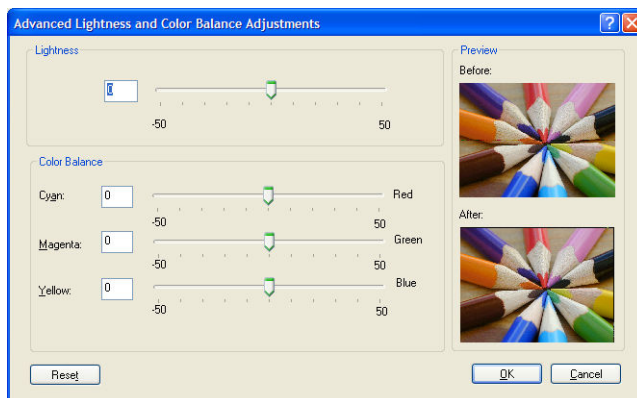 Advanced Lightness and Color Balance Adjustments
Lightness
0
-50 50
Color Balance
Cyan: 0 Red
-50 50
Magenta: 0 Green
-50 50
Yellow: 0 Blue
-50 50
Preview
Before:
After:
Reset
OK
Cancel